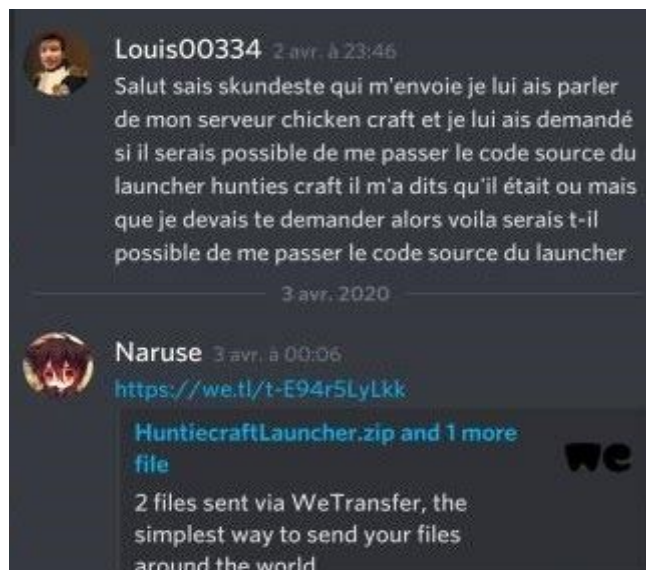 Louis00334 2 avr. à 23:46
Salut sais skundeste qui m'envoie je lui ais parler
de mon serveur chicken craft et je lui ais demandé
si il serais possible de me passer le code source du
launcher hunties craft il m'a dits qu'il était ou mais
que je devais te demander alors voila serais t-il
possible de me passer le code source du launcher
3 avr. 2020
Naruse 3 avr. à 00:06
https://we.tl/t-E94r5LyLkk
HuntiecraftLauncher.zip and 1 more
file
we
2 files sent via WeTransfer, the
simplest way to send your files
around the world